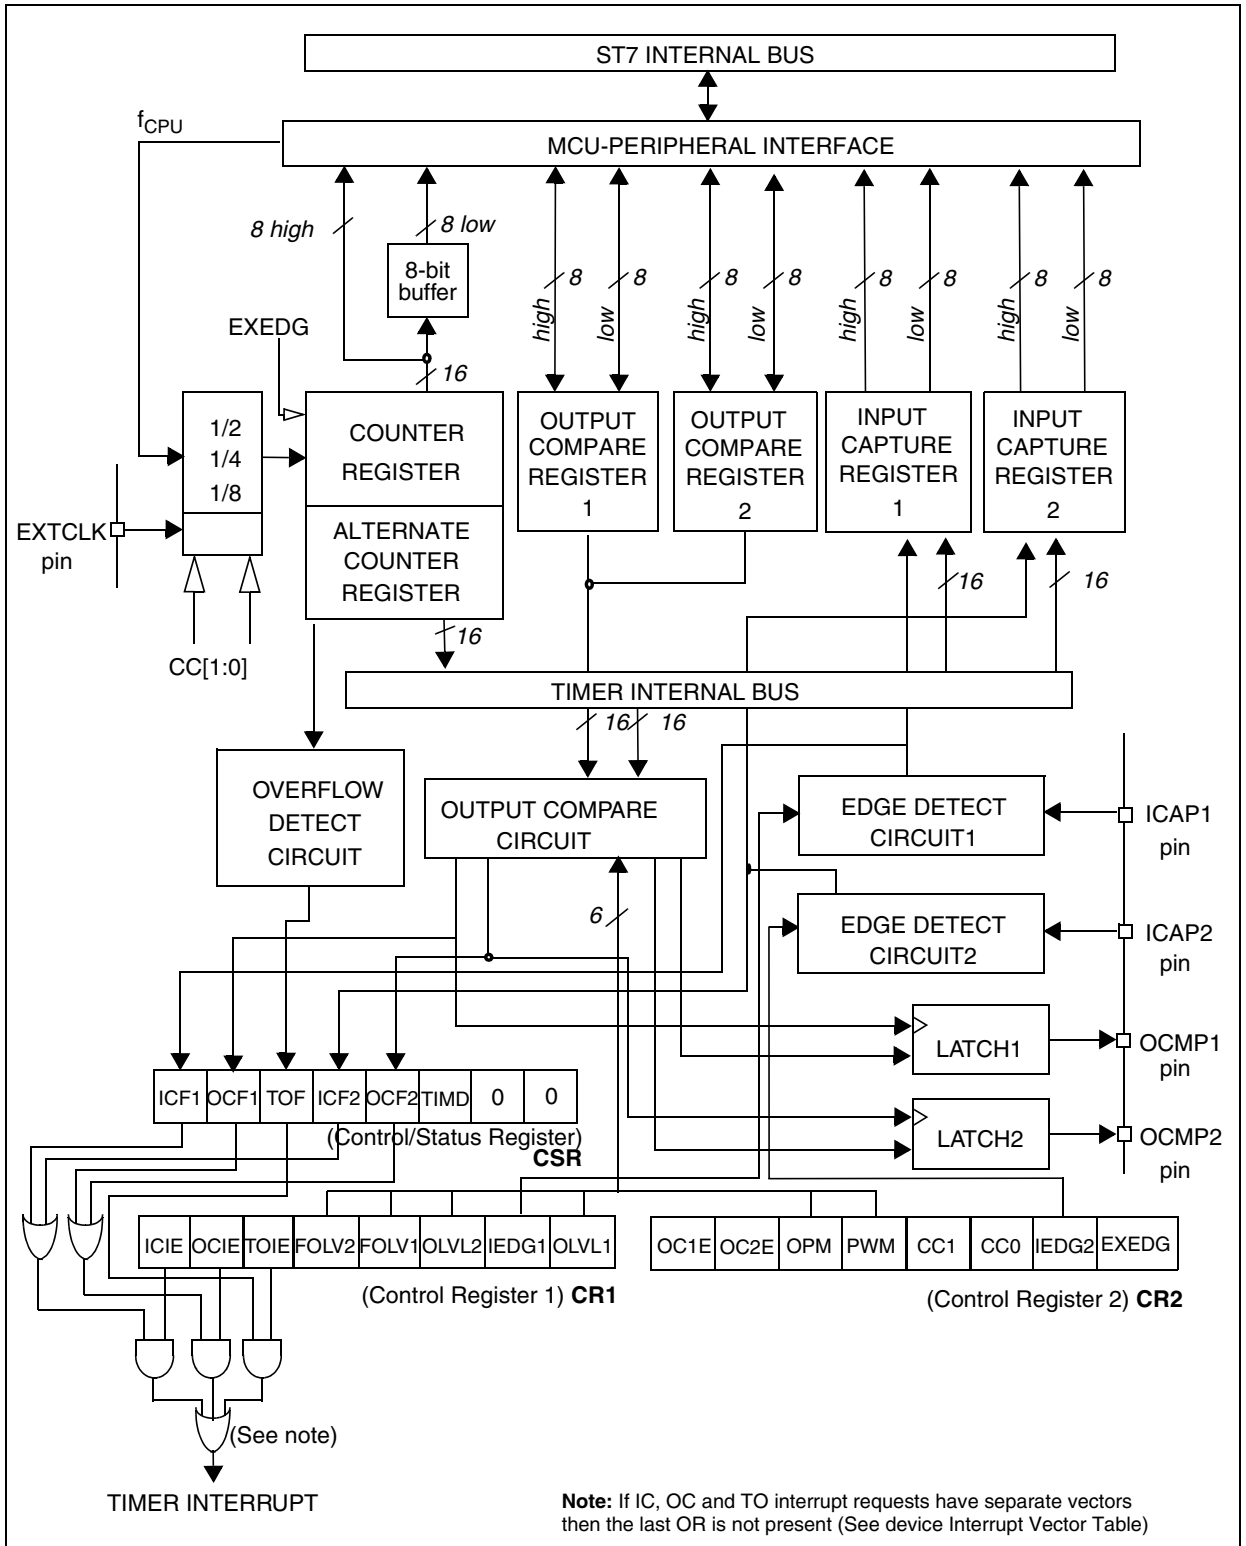 ST7 INTERNAL BUS
fCPU
MCU-PERIPHERAL INTERFACE
8 high
8 low
8-bit
buffer
8
8
8
8
8
8
8
8
high
low
high
low
high
low
high
low
EXEDG
16
1/2
1/4
1/8
COUNTER
REGISTER
ALTERNATE
COUNTER
REGISTER
OUTPUT
COMPARE
REGISTER
1
OUTPUT
COMPARE
REGISTER
2
INPUT
CAPTURE
REGISTER
1
INPUT
CAPTURE
REGISTER
2
EXTCLK
pin
CC[1:0]
16
16
16
TIMER INTERNAL BUS
16
16
OVERFLOW
DETECT
CIRCUIT
OUTPUT COMPARE
CIRCUIT
EDGE DETECT
CIRCUIT1
ICAP1
pin
6
EDGE DETECT
CIRCUIT2
ICAP2
pin
LATCH1
OCMP1
pin
LATCH2
OCMP2
pin
ICF1 OCF1 TOF ICF2 OCF2 TIMD 0 0
(Control/Status Register)
CSR
ICIE OCIE TOIE FOLV2 FOLV1 OLVL2 IEDG1 OLVL1
(Control Register 1) CR1
OC1E OC2E OPM PWM CC1 CC0 IEDG2 EXEDG
(Control Register 2) CR2
(See note)
TIMER INTERRUPT
Note: If IC, OC and TO interrupt requests have separate vectors
then the last OR is not present (See device Interrupt Vector Table)